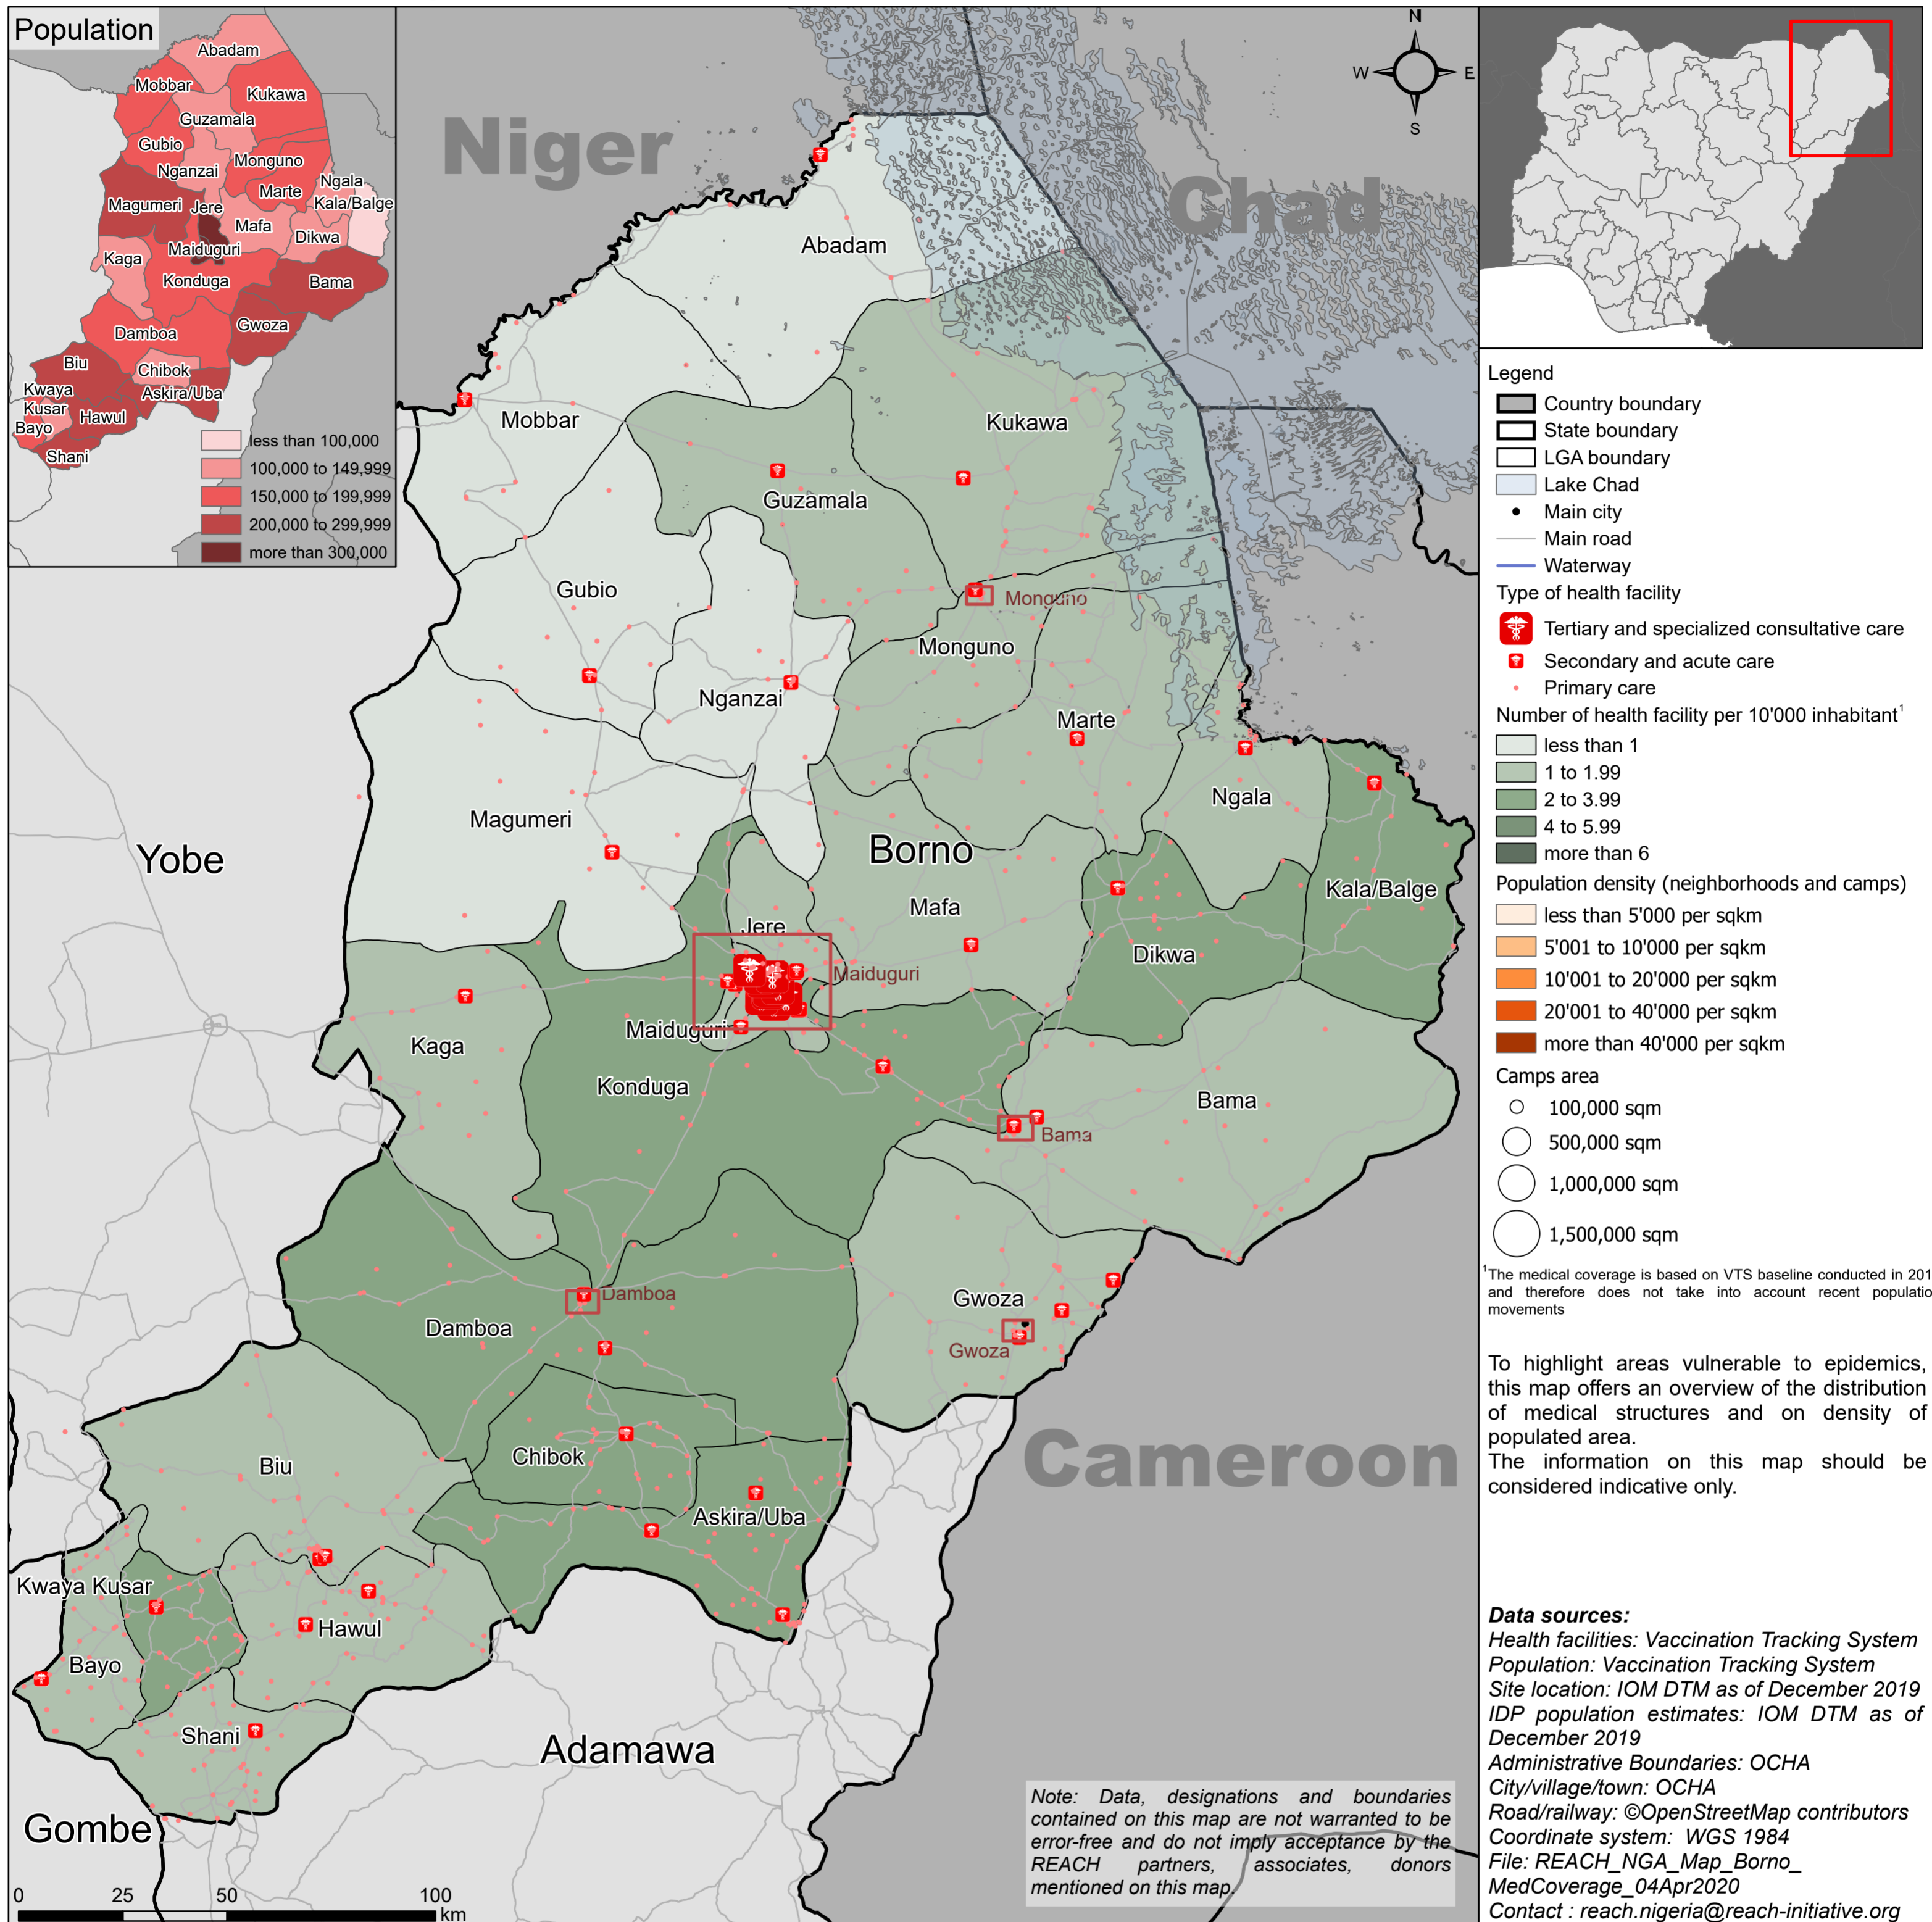 Population
Abadam
Mobbar
Kukawa
Guzamala
Gubio
Monguno
Nganzai
Ngala
Marte
Kala/Balge
Magumeri
Jere
Mafa
Dikwa
Maiduguri
Kaga
Konduga
Bama
Damboa
Gwoza
Biu
Chibok
Kwaya
Kusar
Askira/Uba
Hawul
Bayo
Shani
less than 100,000
100,000 to 149,999
150,000 to 199,999
200,000 to 299,999
more than 300,000
Niger
Chad
N
W
E
S
Abadam
Mobbar
Kukawa
Guzamala
Gubio
Monguno
Monguno
Nganzai
Marte
Ngala
Magumeri
Borno
Yobe
Kala/Balge
Mafa
Jere
Dikwa
Maiduguri
Maiduguri
Kaga
Konduga
Bama
Bama
Damboa
Gwoza
Damboa
Gwoza
Cameroon
Chibok
Biu
Askira/Uba
Kwaya Kusar
Hawul
Bayo
Shani
Adamawa
Gombe
0 25 50 100
km
Note: Data, designations and boundaries
contained on this map are not warranted to be
error-free and do not imply acceptance by the
REACH partners, associates, donors
mentioned on this map.
Legend
Country boundary
State boundary
LGA boundary
Lake Chad
Main city
Main road
Waterway
Type of health facility
Tertiary and specialized consultative care
Secondary and acute care
Primary care
Number of health facility per 10'000 inhabitant1
less than 1
1 to 1.99
2 to 3.99
4 to 5.99
more than 6
Population density (neighborhoods and camps)
less than 5'000 per sqkm
5'001 to 10'000 per sqkm
10'001 to 20'000 per sqkm
20'001 to 40'000 per sqkm
more than 40'000 per sqkm
Camps area
100,000 sqm
500,000 sqm
1,000,000 sqm
1,500,000 sqm
1The medical coverage is based on VTS baseline conducted in 201
and therefore does not take into account recent populatio
movements
To highlight areas vulnerable to epidemics,
this map offers an overview of the distribution
of medical structures and on density of
populated area.
The information on this map should be
considered indicative only.
Data sources:
Health facilities: Vaccination Tracking System
Population: Vaccination Tracking System
Site location: IOM DTM as of December 2019
IDP population estimates: IOM DTM as of
December 2019
Administrative Boundaries: OCHA
City/village/town: OCHA
Road/railway: ©OpenStreetMap contributors
Coordinate system: WGS 1984
File: REACH_NGA_Map_Borno_
MedCoverage_04Apr2020
Contact : reach.nigeria@reach-initiative.org